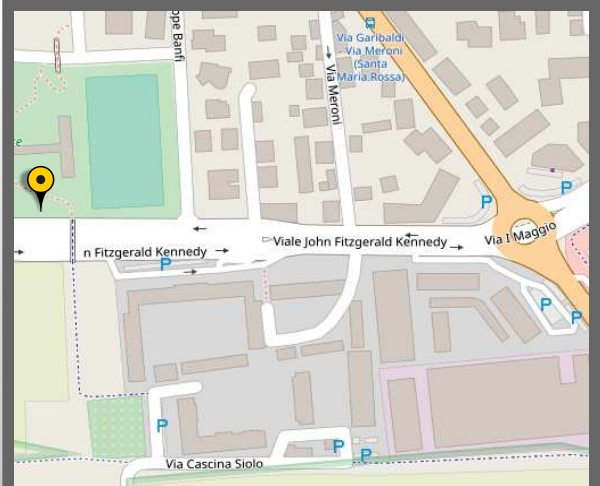 ppe Banfi
Via Garibaldi
- Via Meroni
(Santa
Maria Rossa)
Via Meroni
e
P
P
Via I Maggio
Viale John Fitzgerald Kennedy
n Fitzgerald Kennedy
P
P
P
P
P
P
Via Cascina Siolo